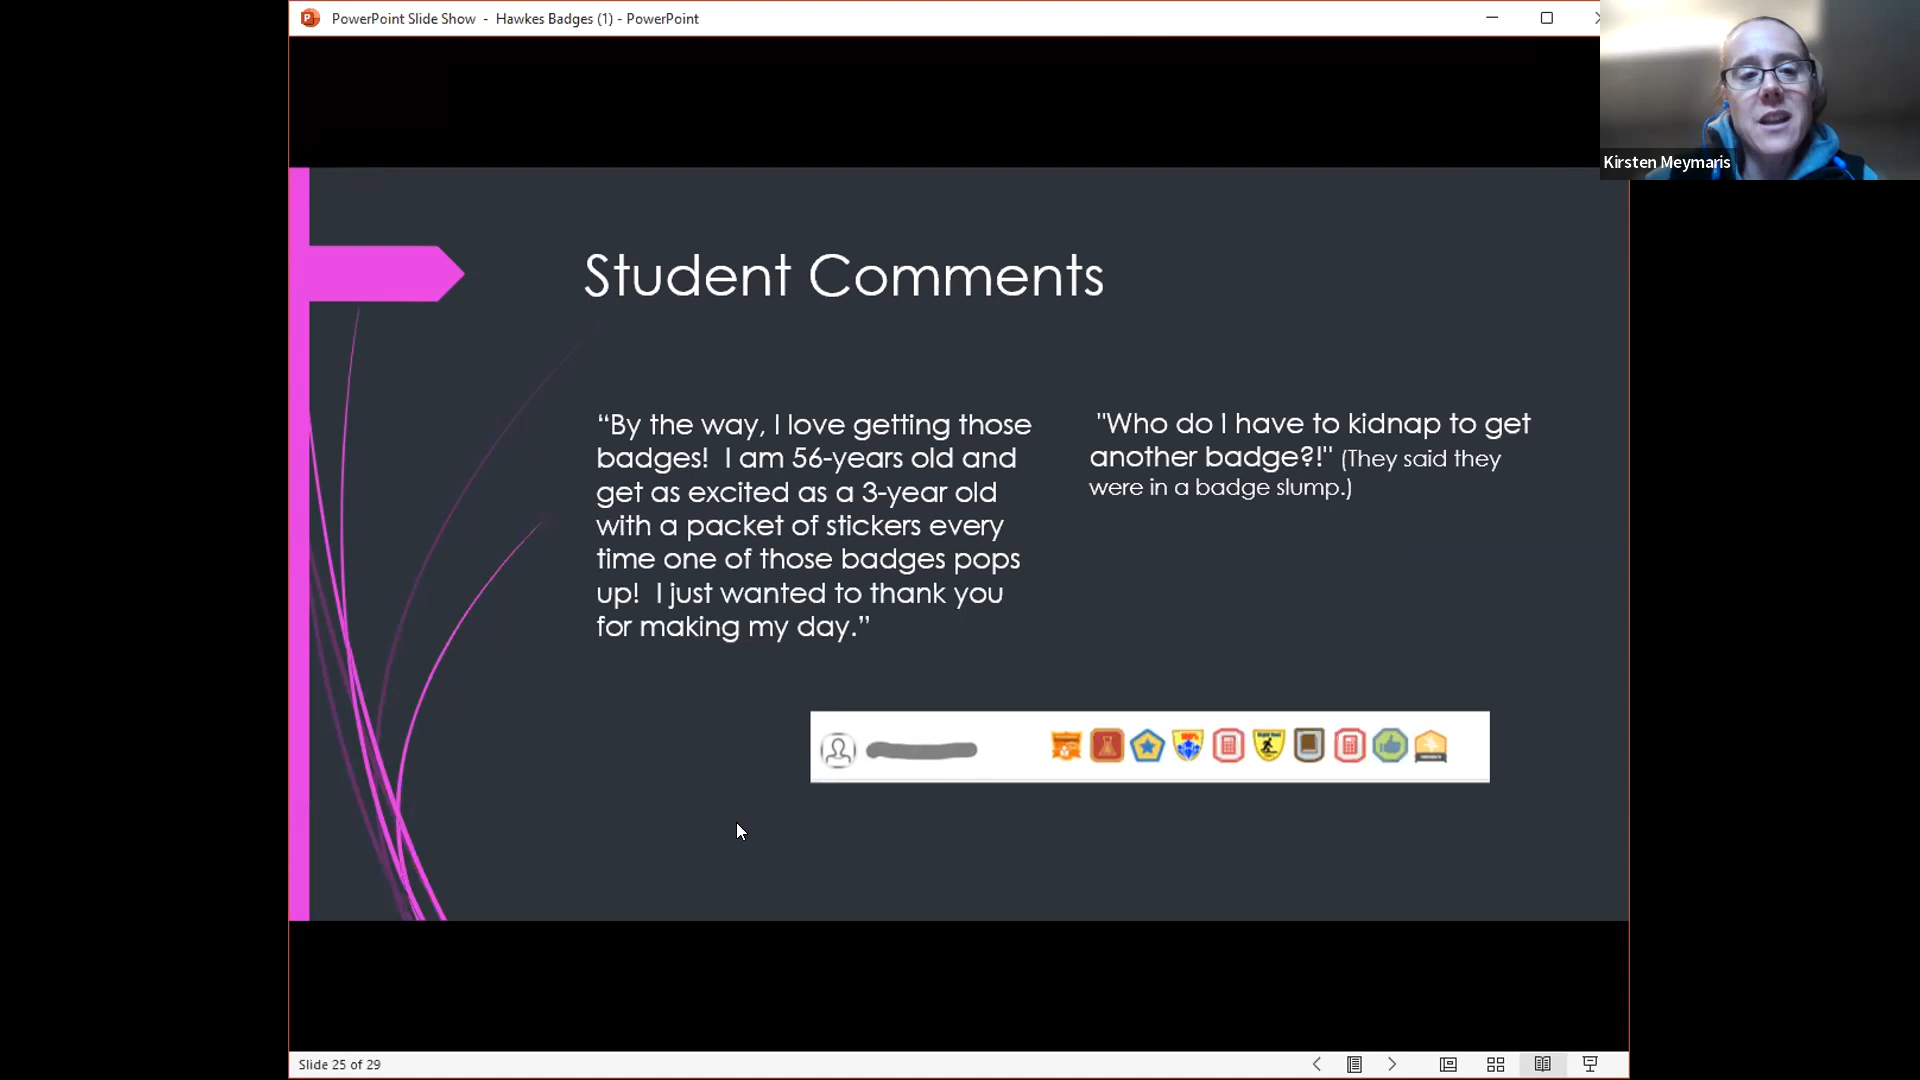 PowerPoint Slide Show - Hawkes Badges (1) - PowerPoint
Kirsten Meymaris
Student Comments
“By the way, I love getting those
badges! I am 56-years old and
get as excited as a 3-year old
with a packet of stickers every
time one of those badges pops
up! I just wanted to thank you
for making my day.”
"Who do I have to kidnap to get
another badge?!" (They said they
were in a badge slump.)
100%
Slide 25 of 29